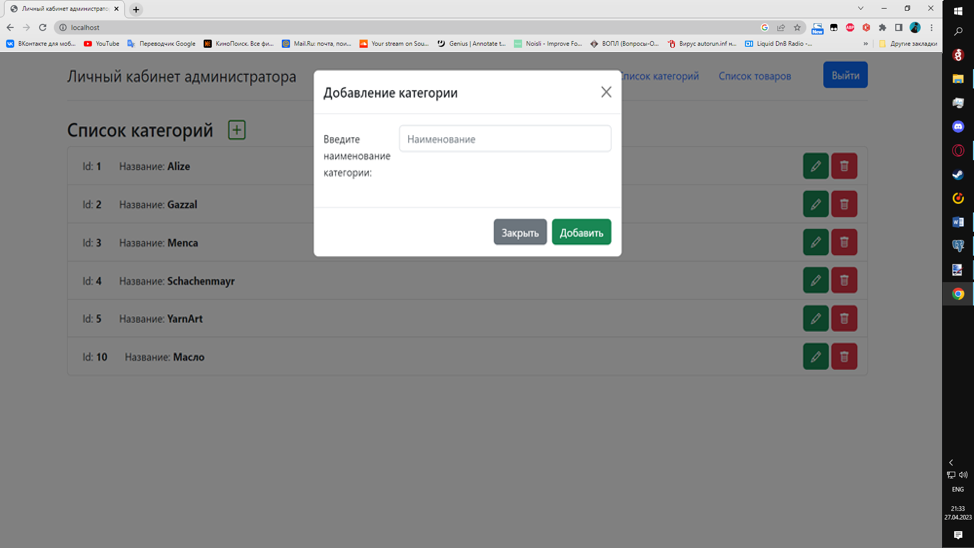 Личный кабинет администратора
localhost
ВКонтакте для моб...
YouTube
Переводчик Google
КиноПоиск. Все фи...
Mail.Ru: почта, пои...
Your stream on Sou...
Genius | Annotate t...
Noisli - Improve Fo...
ВОПЛ (Вопросы-О...
Вирус autorun.inf н...
Liquid DnB Radio -...
»
Другие закладки
Личный кабинет администратора
Список категорий
Список товаров
Выйти
Добавление категории
Введите
наименование
категории:
Наименование
Закрыть
Добавить
Список категорий
Id: 1 Название: Alize
Id: 2 Название: Gazzal
Id: 3 Название: Менса
Id: 4 Название: Schachenmayr
Id: 5 Название: YarnArt
Id: 10 Название: Масло
New
ENG
21:33
27.04.2023